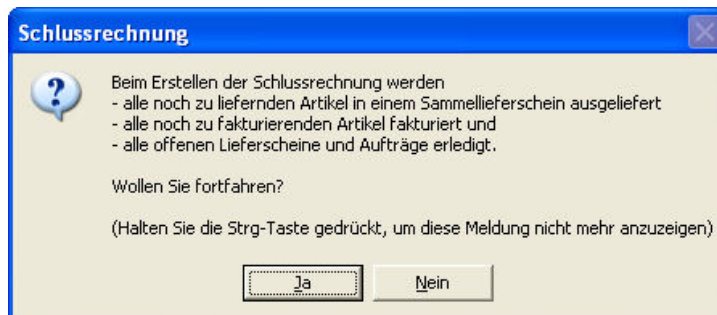 Schlussrechnung
Beim Erstellen der Schlussrechnung werden
- alle noch zu liefernden Artikel in einem Sammellieferschein ausgeliefert
- alle noch zu fakturierenden Artikel fakturiert und
- alle offenen Lieferscheine und Aufträge erledigt.
Wollen Sie fortfahren?
(Halten Sie die Strg-Taste gedrückt, um diese Meldung nicht mehr anzuzeigen)
Ja Nein